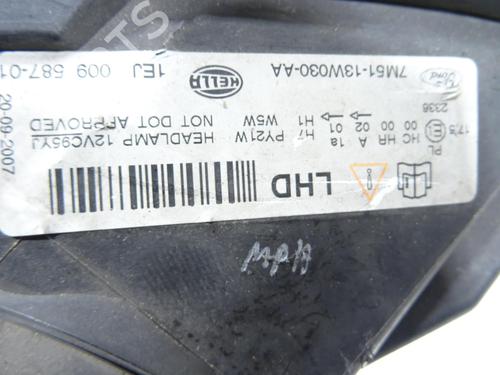 Ford
7M51-13W030-AA
HELLA
1EJ 009 587-01
20-09-2007
17.5
E1
2336
PL
HC HR A 1a
00 00 02 01
H7 PY21W H1 W5W
HEADLAMP 12VC95YJ
NOT DOT APPROVED
LHD